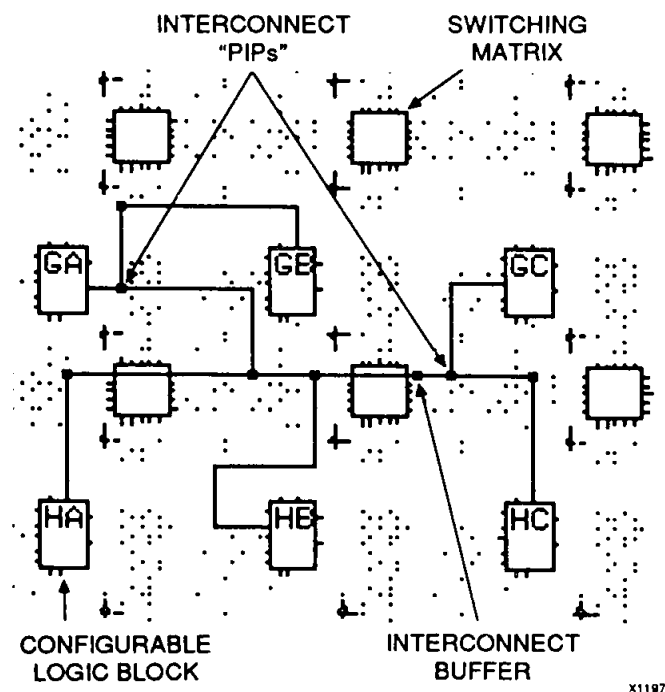 INTERCONNECT
"PIPs"
SWITCHING
MATRIX
GA
GB
GC
HA
HB
HC
CONFIGURABLE
LOGIC BLOCK
INTERCONNECT
BUFFER
X1197